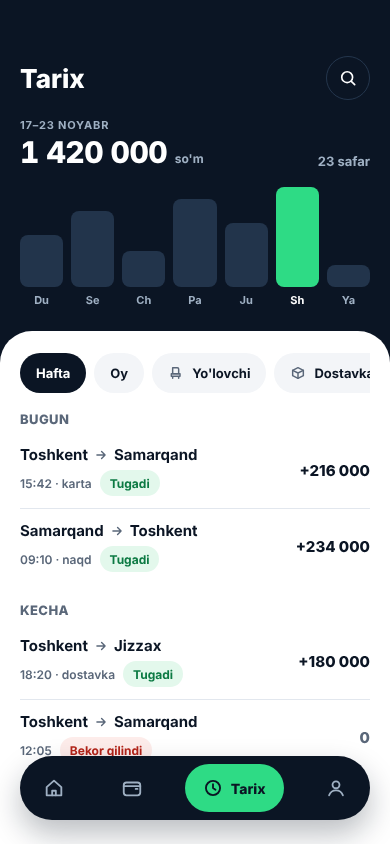 Tarix
17–23 NOYABR
1 420 000 so'm
23 safar
Du Se Ch Pa Ju Sh Ya
Hafta Oy Yo'lovchi Dostavka
BUGUN
Toshkent → Samarqand
+216 000
15:42 · karta Tugadi
Samarqand → Toshkent
+234 000
09:10 · naqd Tugadi
KECHA
Toshkent → Jizzax
+180 000
18:20 · dostavka Tugadi
Toshkent → Samarqand
0
12:05 Bekor qilindi
Tarix